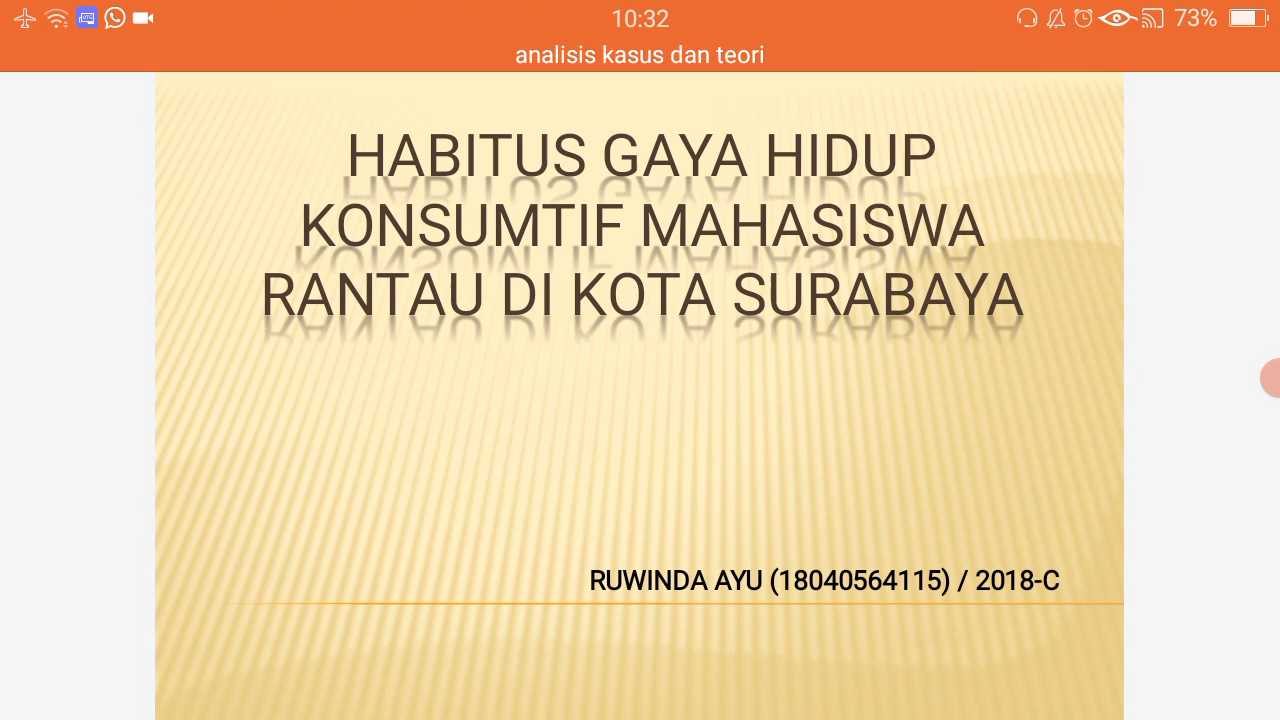 10:32
73%
analisis kasus dan teori
HABITUS GAYA HIDUP
KONSUMTIF MAHASISWA
RANTAU DI KOTA SURABAYA
RUWINDA AYU (18040564115) / 2018-C